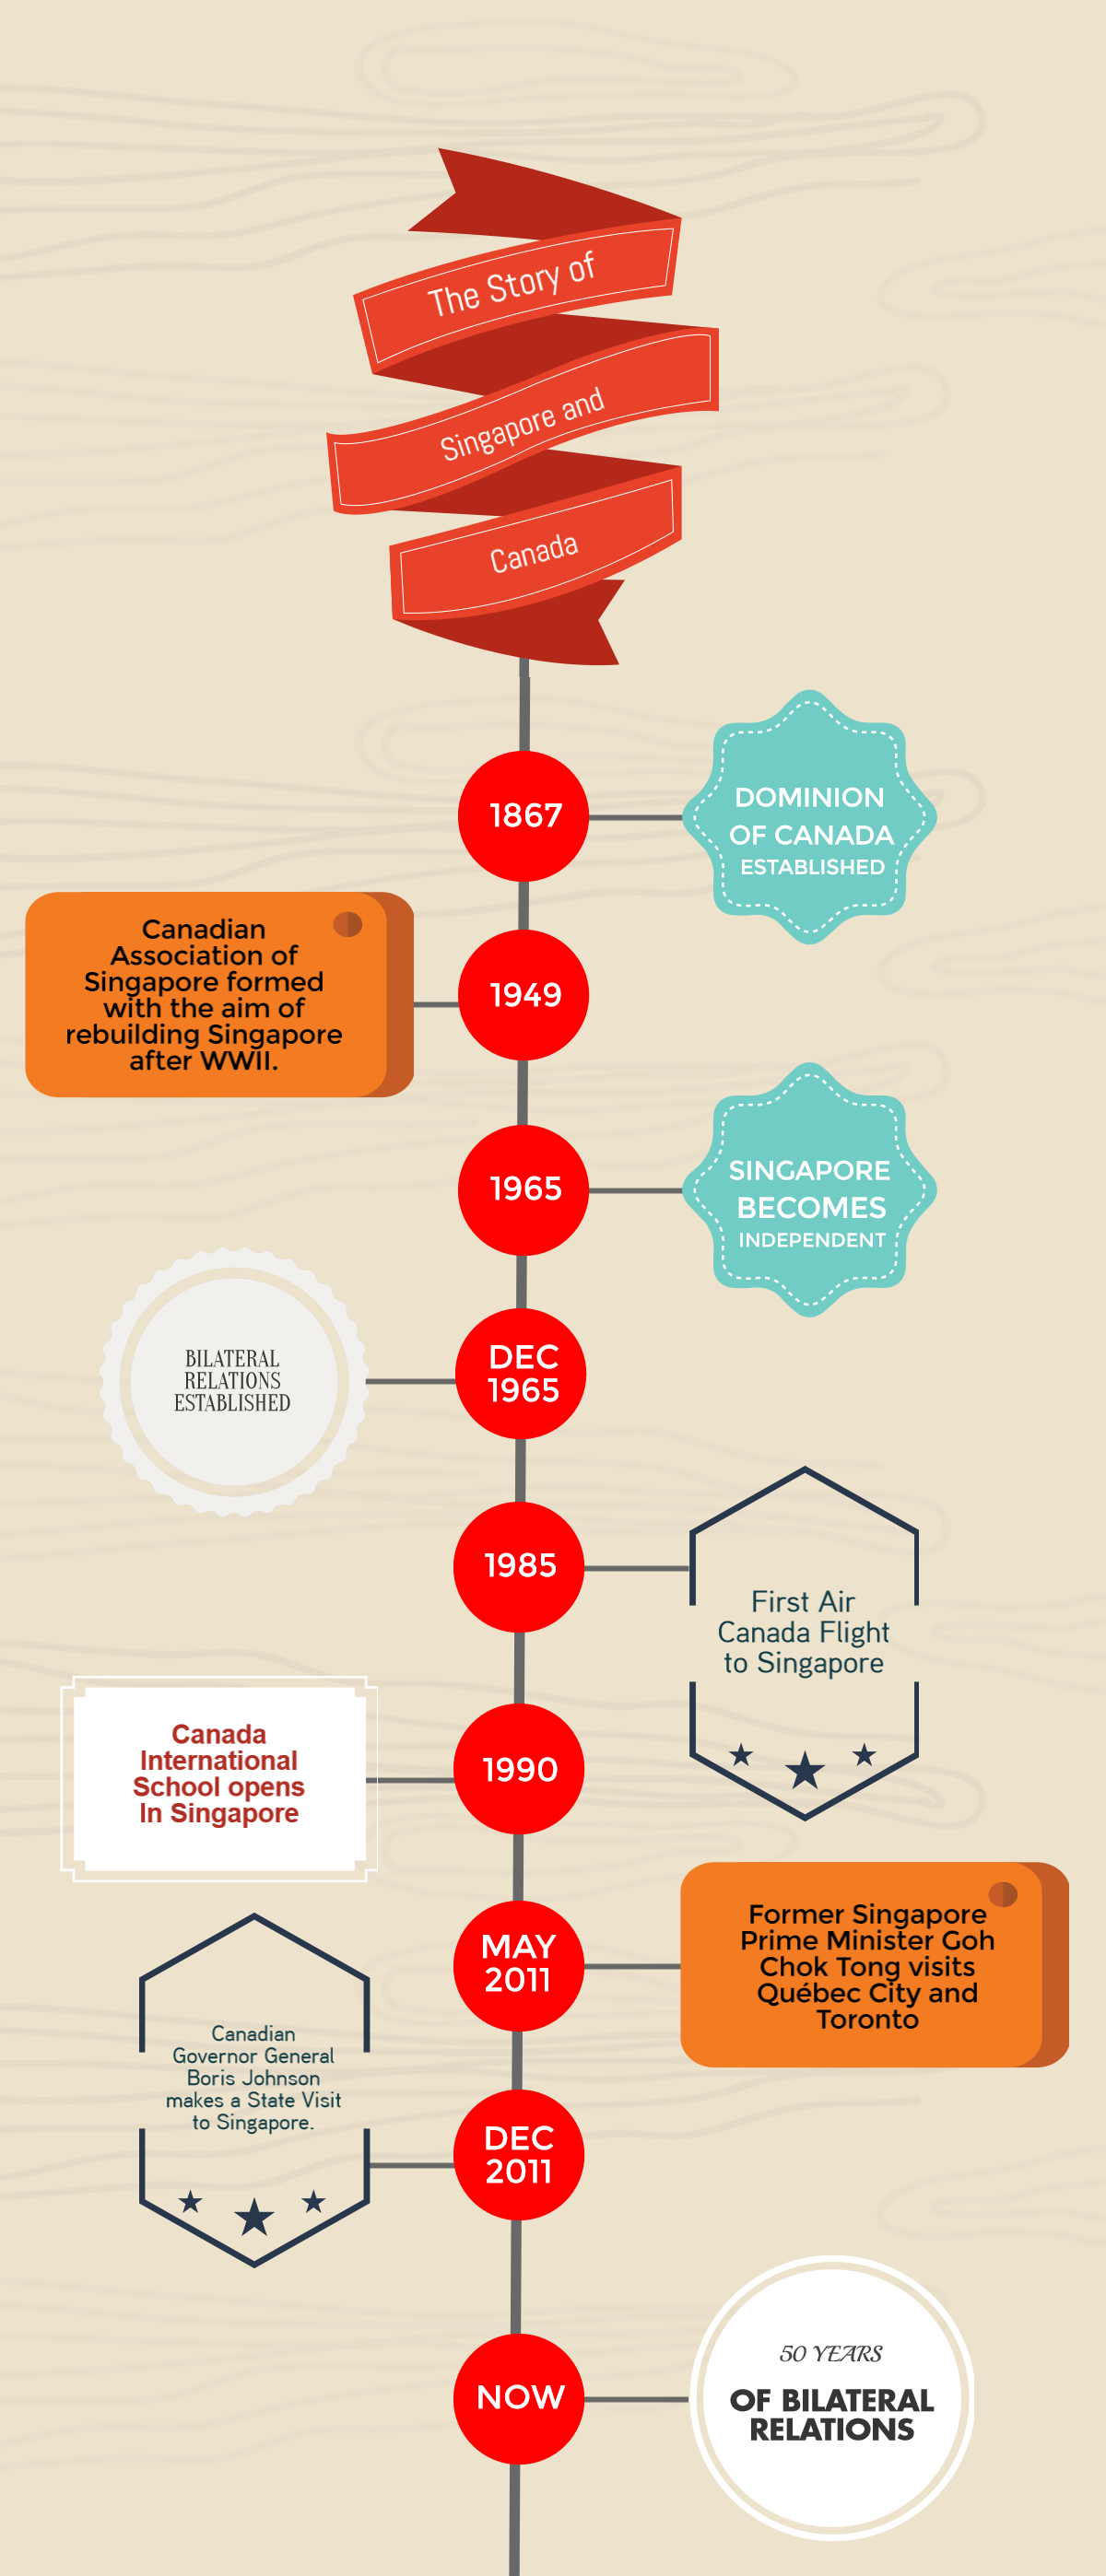 The Story of
Singapore and
Canada
1867
DOMINION
OF CANADA
ESTABLISHED
Canadian
Association of
Singapore formed
with the aim of
rebuilding Singapore
after WWII.
1949
1965
SINGAPORE
BECOMES
INDEPENDENT
DEC
1965
BILATERAL
RELATIONS
ESTABLISHED
1985
First Air
Canada Flight
to Singapore
1990
Canada
International
School opens
In Singapore
MAY
2011
Former Singapore
Prime Minister Goh
Chok Tong visits
Québec City and
Toronto
DEC
2011
Canadian
Governor General
Boris Johnson
makes a State Visit
to Singapore.
NOW
50 YEARS
OF BILATERAL
RELATIONS